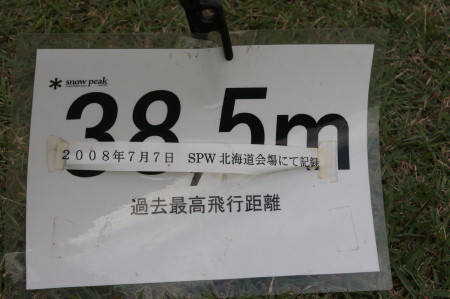 snow peak
38,5m
2008年7月7日 SPW 北海道会場にて記録
過去最高飛行距離